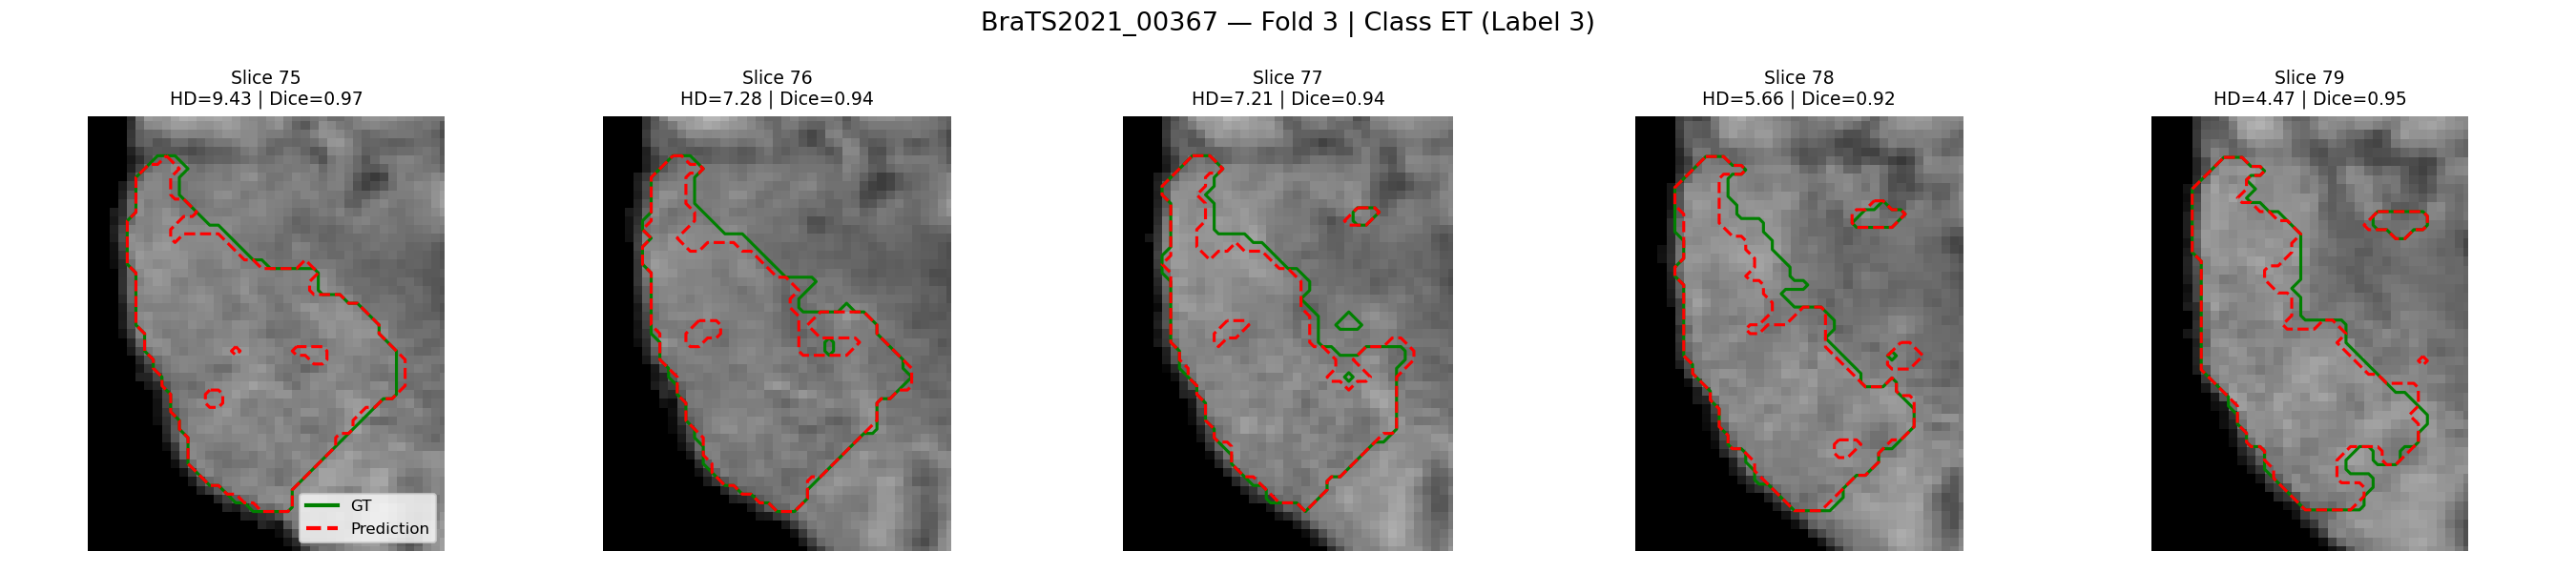 BraTS2021_00367 — Fold 3 | Class ET (Label 3)
Slice 75
HD=9.43 | Dice=0.97
Slice 76
HD=7.28 | Dice=0.94
Slice 77
HD=7.21 | Dice=0.94
Slice 78
HD=5.66 | Dice=0.92
Slice 79
HD=4.47 | Dice=0.95
GT
Prediction